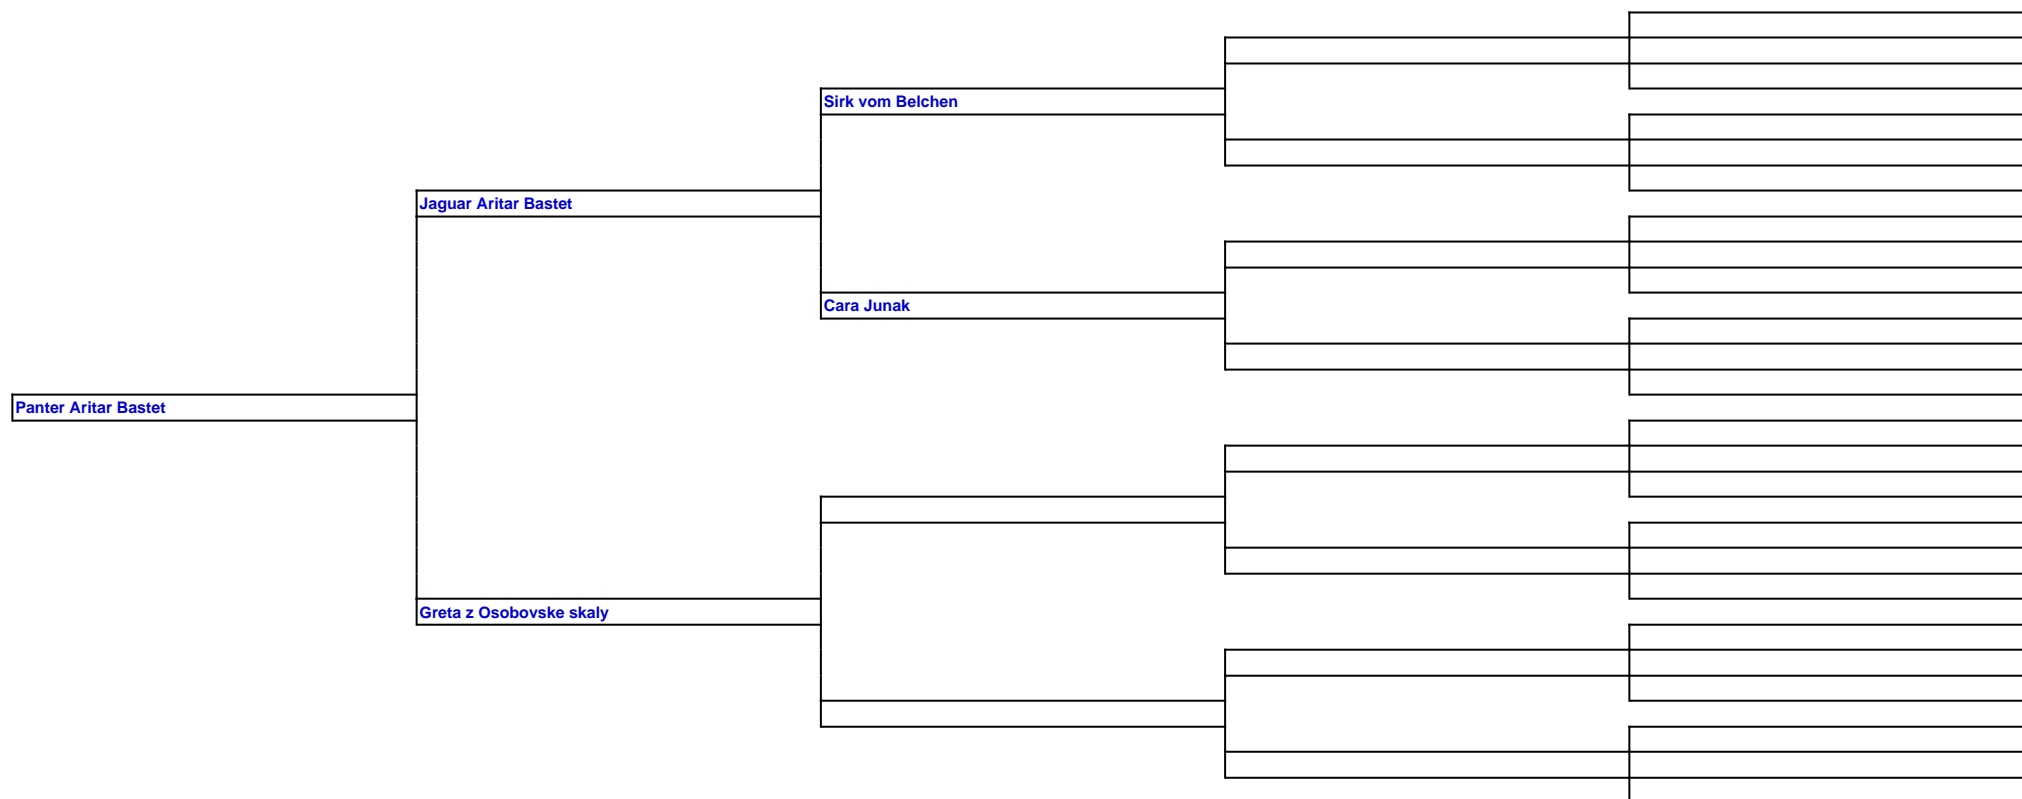 Sirk vom Belchen
Jaguar Aritar Bastet
Cara Junak
Panter Aritar Bastet
Greta z Osobovske skaly